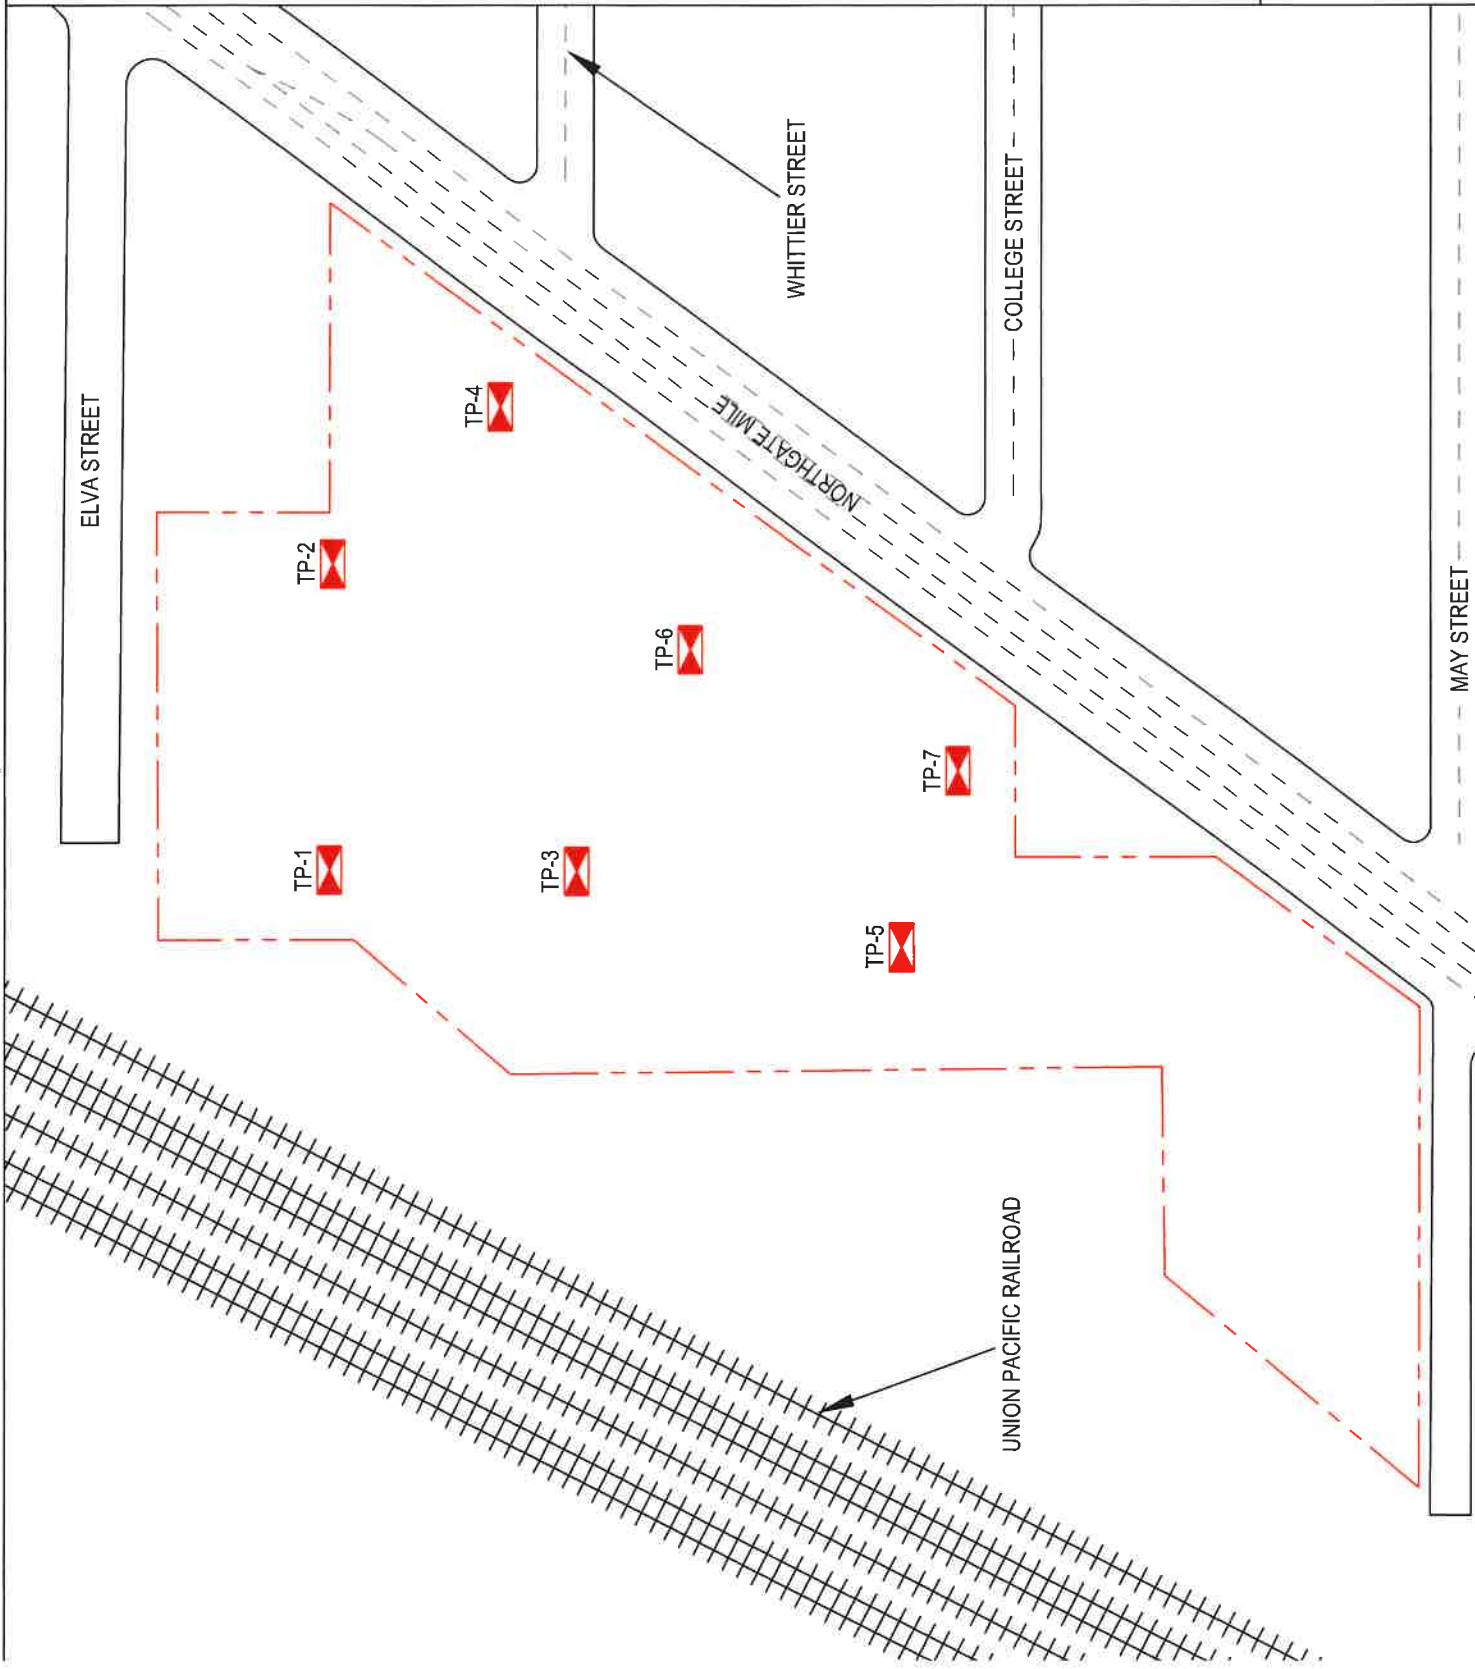 ELVA STREET
WHITTIER STREET
COLLEGE STREET
MAY STREET
NORTHGATE MILE
UNION PACIFIC RAILROAD
TP-1
TP-2
TP-3
TP-4
TP-5
TP-6
TP-7